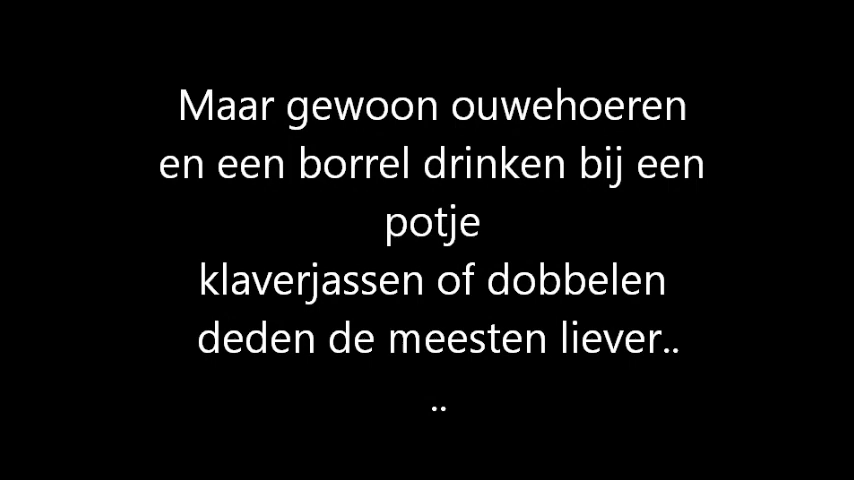 Maar gewoon ouwehoeren
en een borrel drinken bij een
potje
klaverjassen of dobbelen
deden de meesten liever..
..